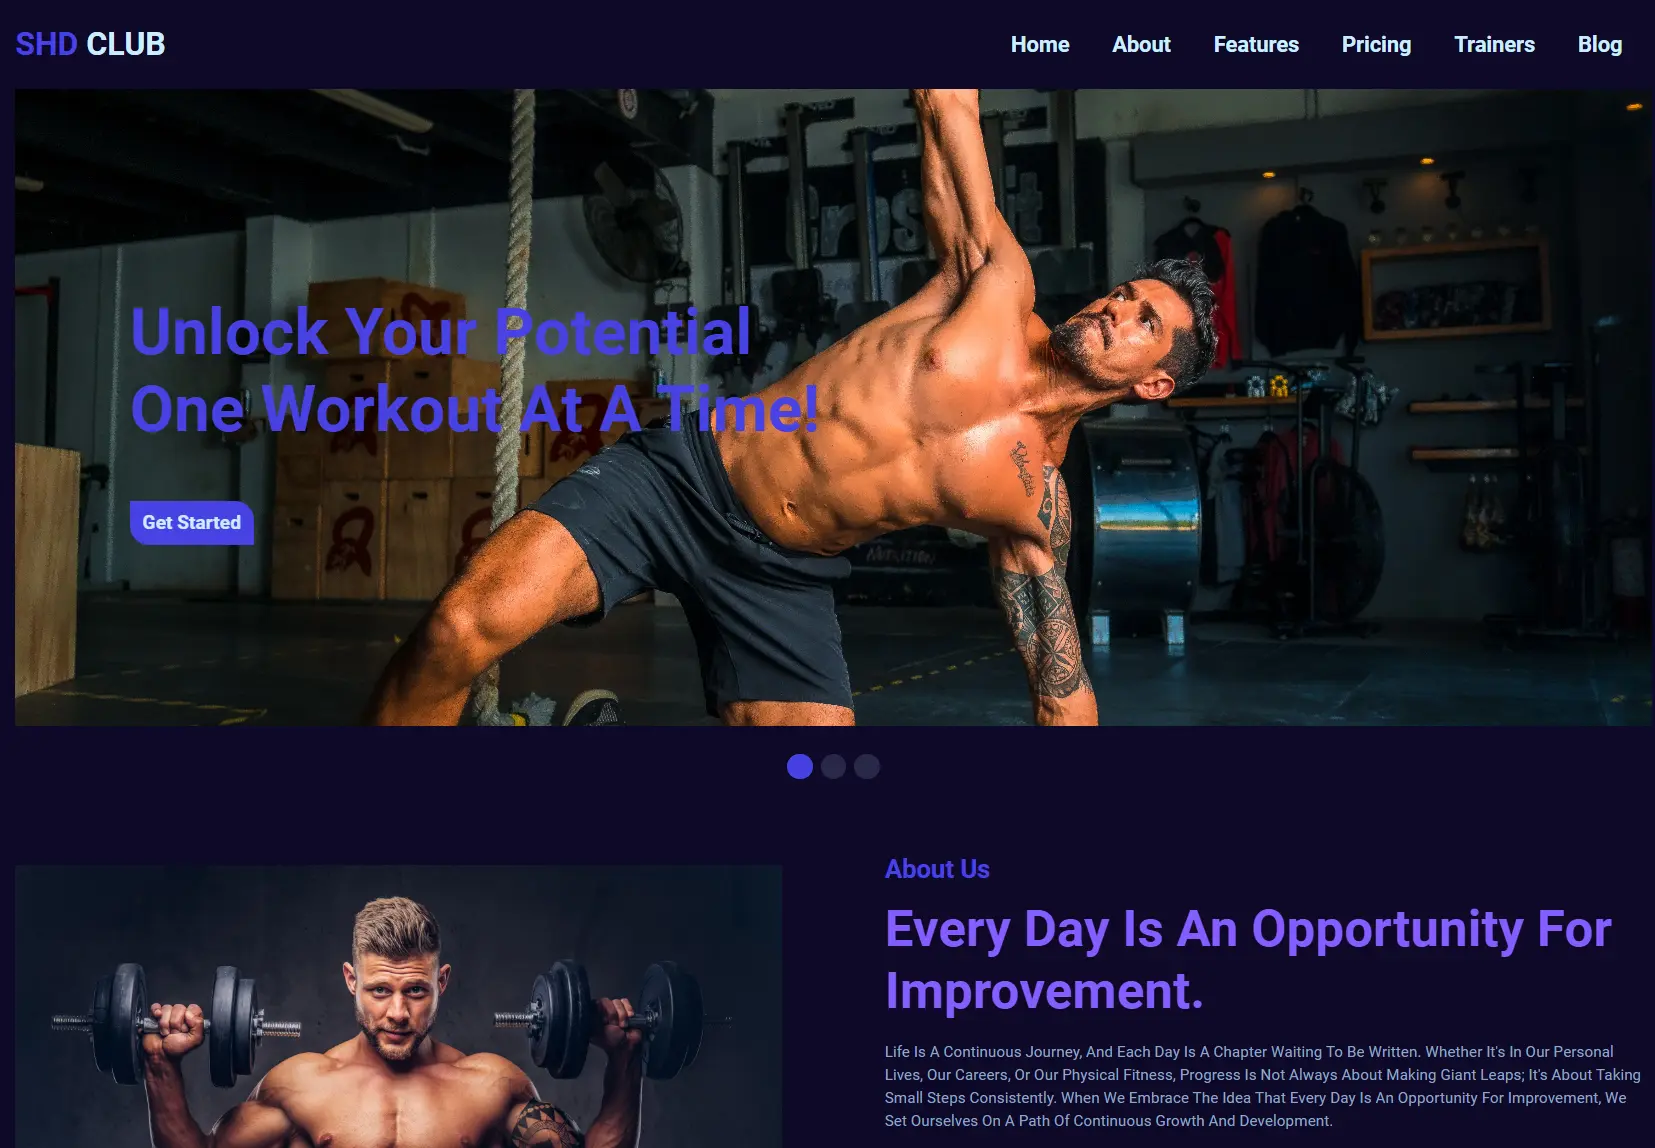 SHD CLUB
Home About Features Pricing Trainers Blog
Unlock Your Potential
One Workout At A Time!
Get Started
About Us
Every Day Is An Opportunity For
Improvement.
Life Is A Continuous Journey, And Each Day Is A Chapter Waiting To Be Written. Whether It's In Our Personal
Lives, Our Careers, Or Our Physical Fitness, Progress Is Not Always About Making Giant Leaps; It's About Taking
Small Steps Consistently. When We Embrace The Idea That Every Day Is An Opportunity For Improvement, We
Set Ourselves On A Path Of Continuous Growth And Development.